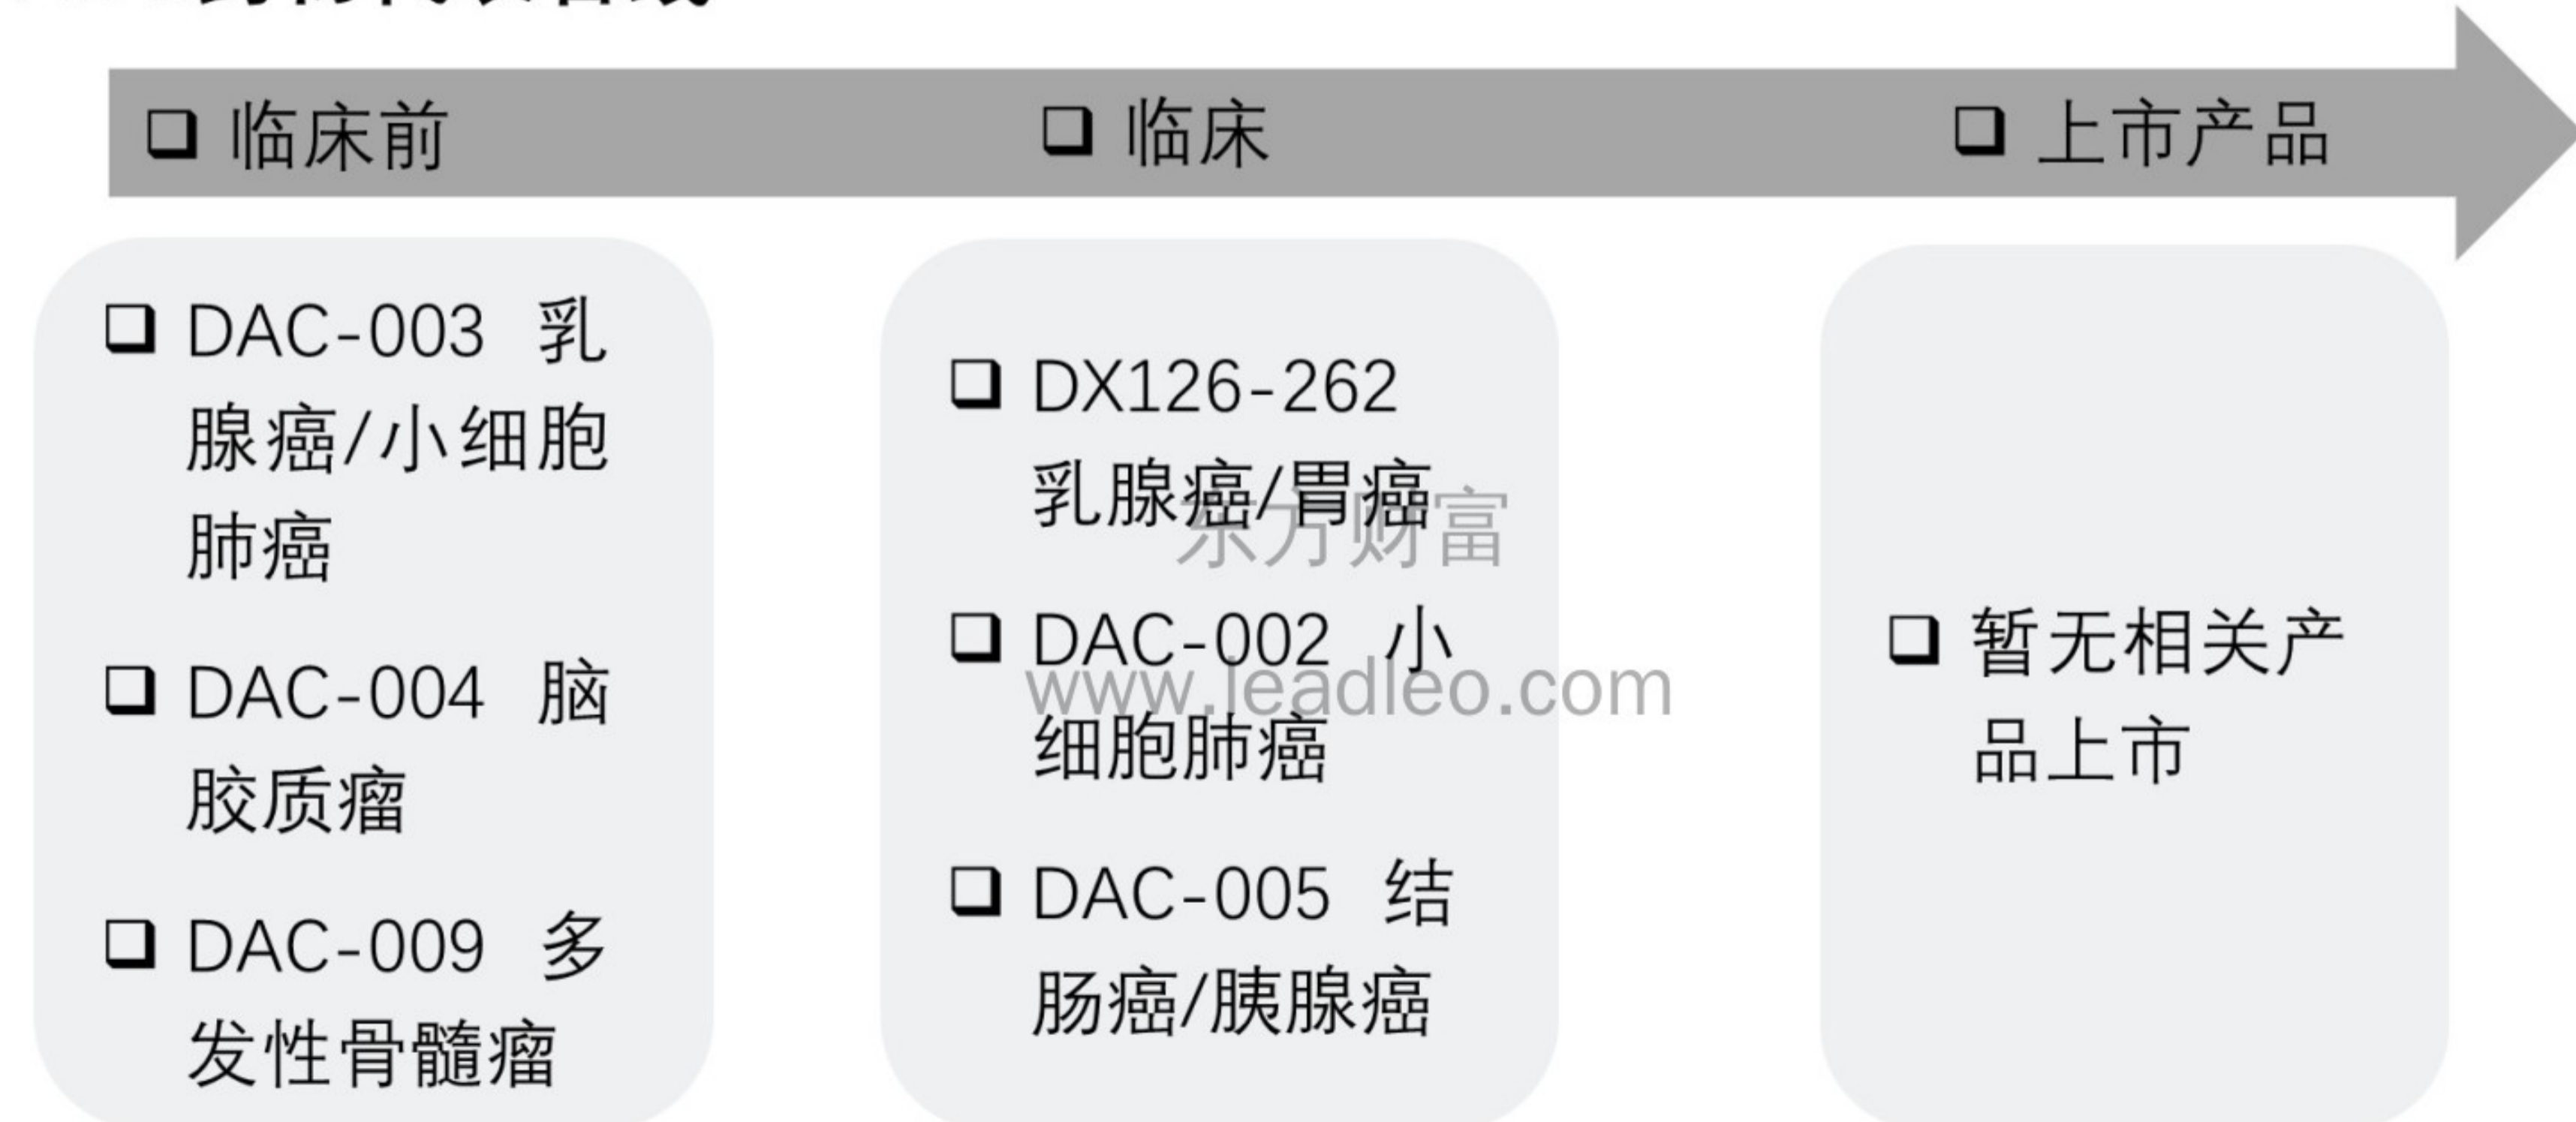 临床前
临床
上市产品
DAC-003 乳
腺癌/小细胞
肺癌
DAC-004 脑
胶质瘤
DAC-009 多
发性骨髓瘤
DX126-262
乳腺癌/胃癌
DAC-002 小
细胞肺癌
DAC-005 结
肠癌/胰腺癌
东方财富
www.leadleo.com
暂无相关产
品上市